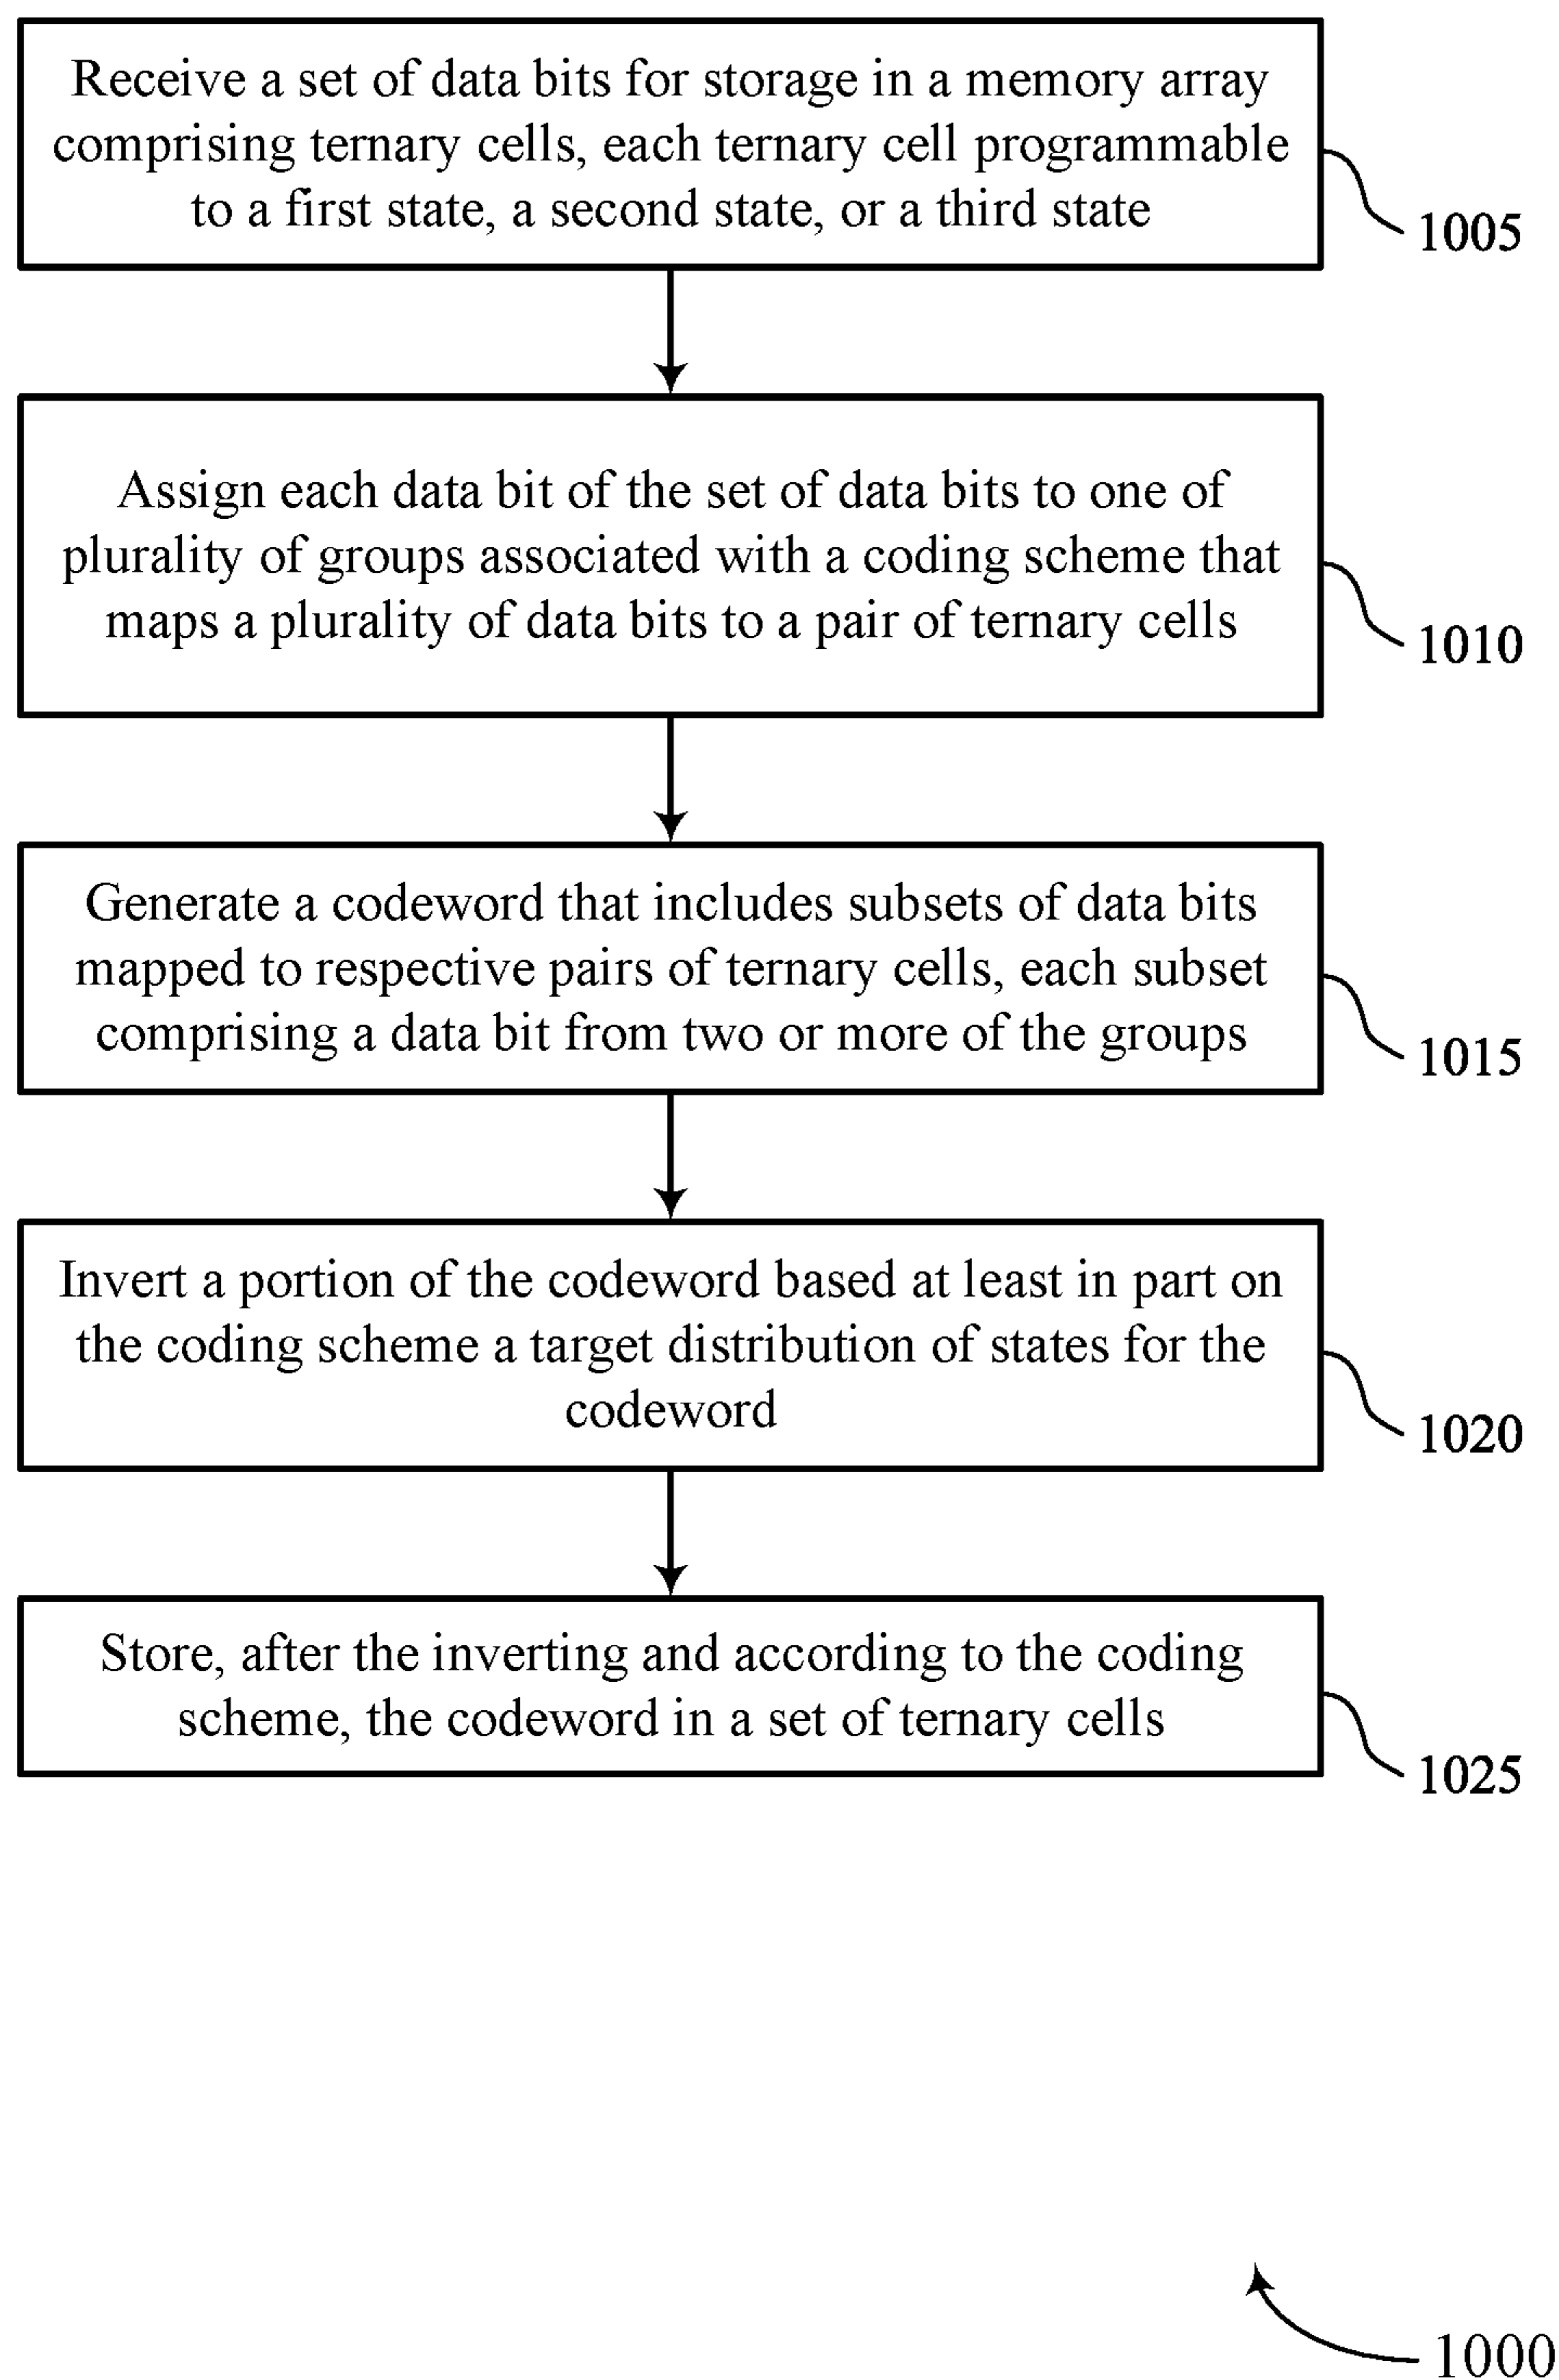 Receive a set of data bits for storage in a memory array
comprising ternary cells, each ternary cell programmable
to a first state, a second state, or a third state
1005
Assign each data bit of the set of data bits to one of
plurality of groups associated with a coding scheme that
maps a plurality of data bits to a pair of ternary cells
1010
Generate a codeword that includes subsets of data bits
mapped to respective pairs of ternary cells, each subset
comprising a data bit from two or more of the groups
1015
Invert a portion of the codeword based at least in part on
the coding scheme a target distribution of states for the
codeword
1020
Store, after the inverting and according to the coding
scheme, the codeword in a set of ternary cells
1025
1000